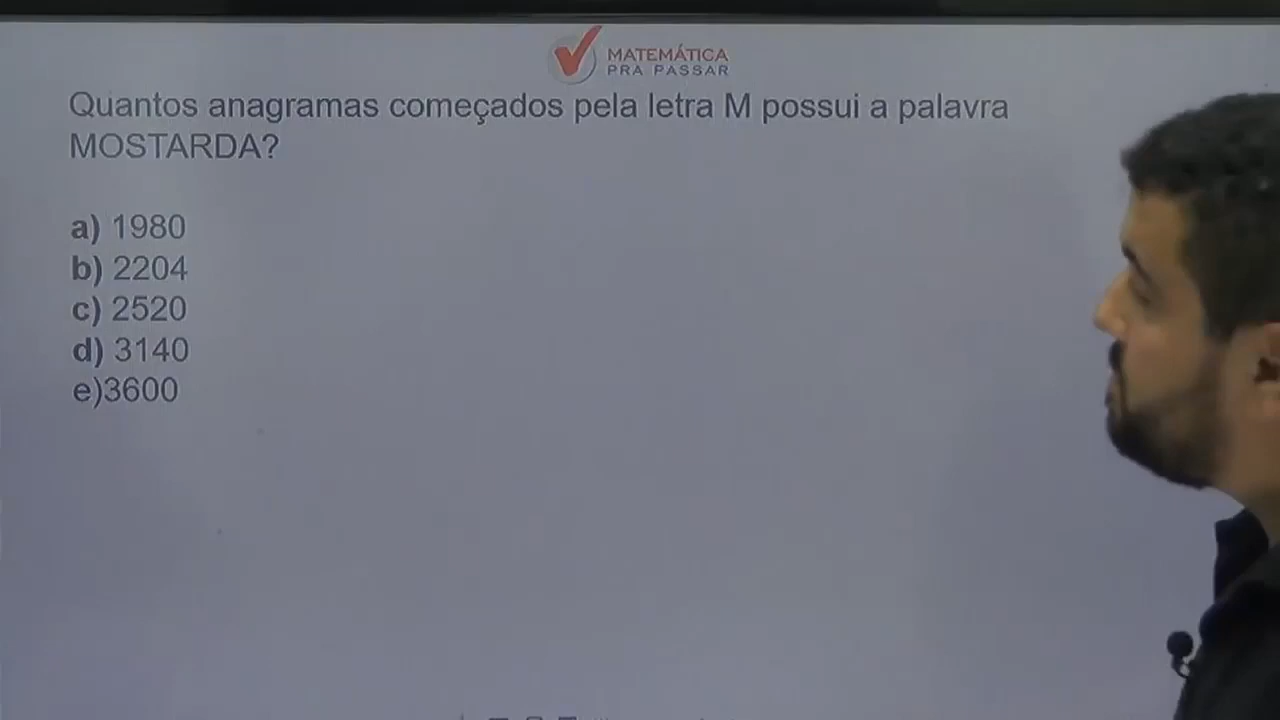 MATEMÁTICA
PRA PASSAR
Quantos anagramas começados pela letra M possui a palavra
MOSTARDA?
a) 1980
b) 2204
c) 2520
d) 3140
e)3600